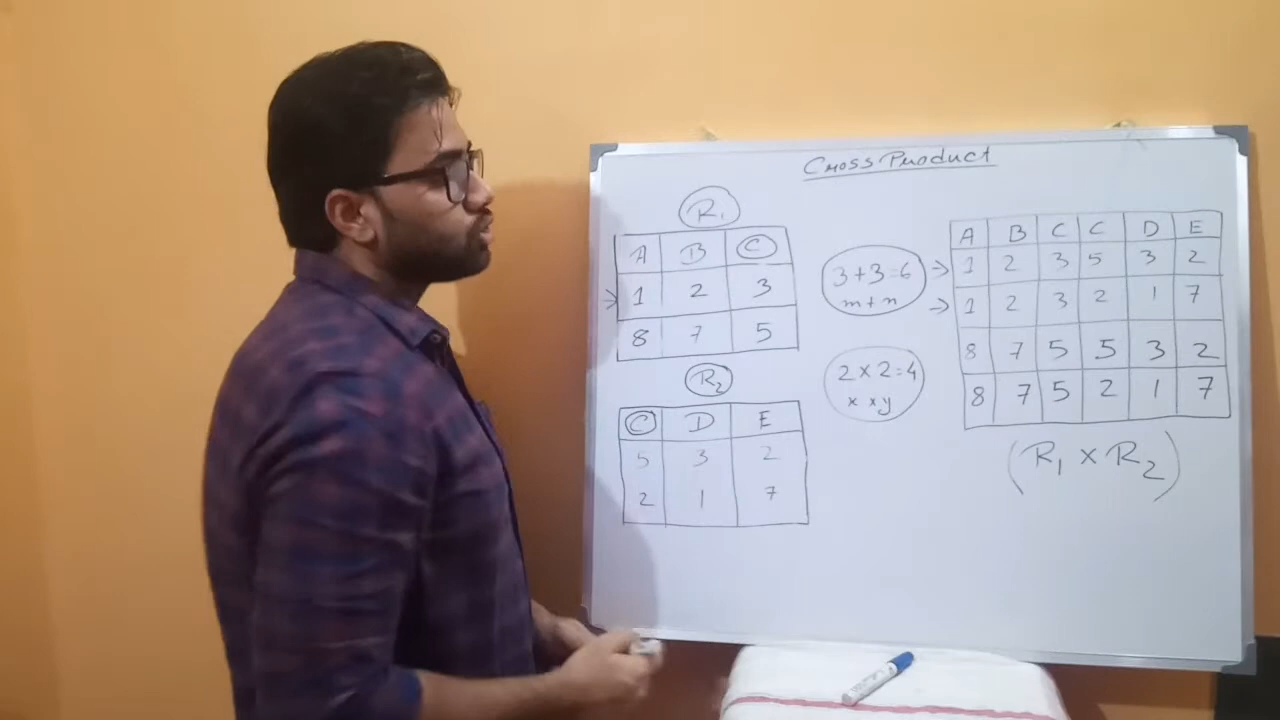 Cross Product
R₁
A B C
→ 1 2 3
8 7 5
R₂
C D E
5 3 2
2 1 7
3+3=6
m+n
2×2=4
x × y
A B C C D E
→ 1 2 3 5 3 2
→ 1 2 3 2 1 7
8 7 5 5 3 2
8 7 5 2 1 7
(R₁ × R₂)